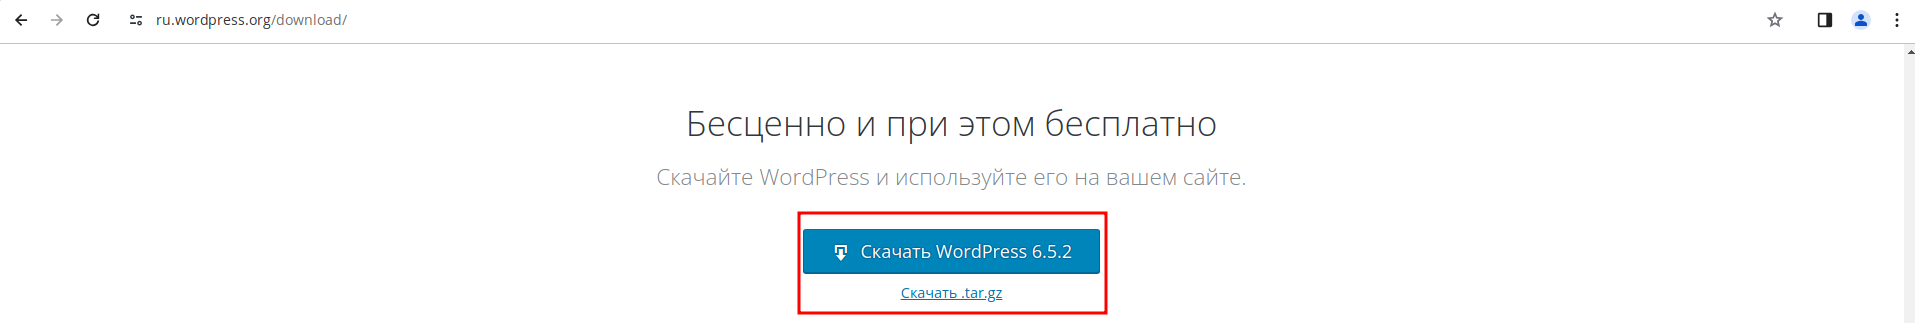 ru.wordpress.org/download/
Бесценно и при этом бесплатно
Скачайте WordPress и используйте его на вашем сайте.
Скачать WordPress 6.5.2
Скачать .tar.gz